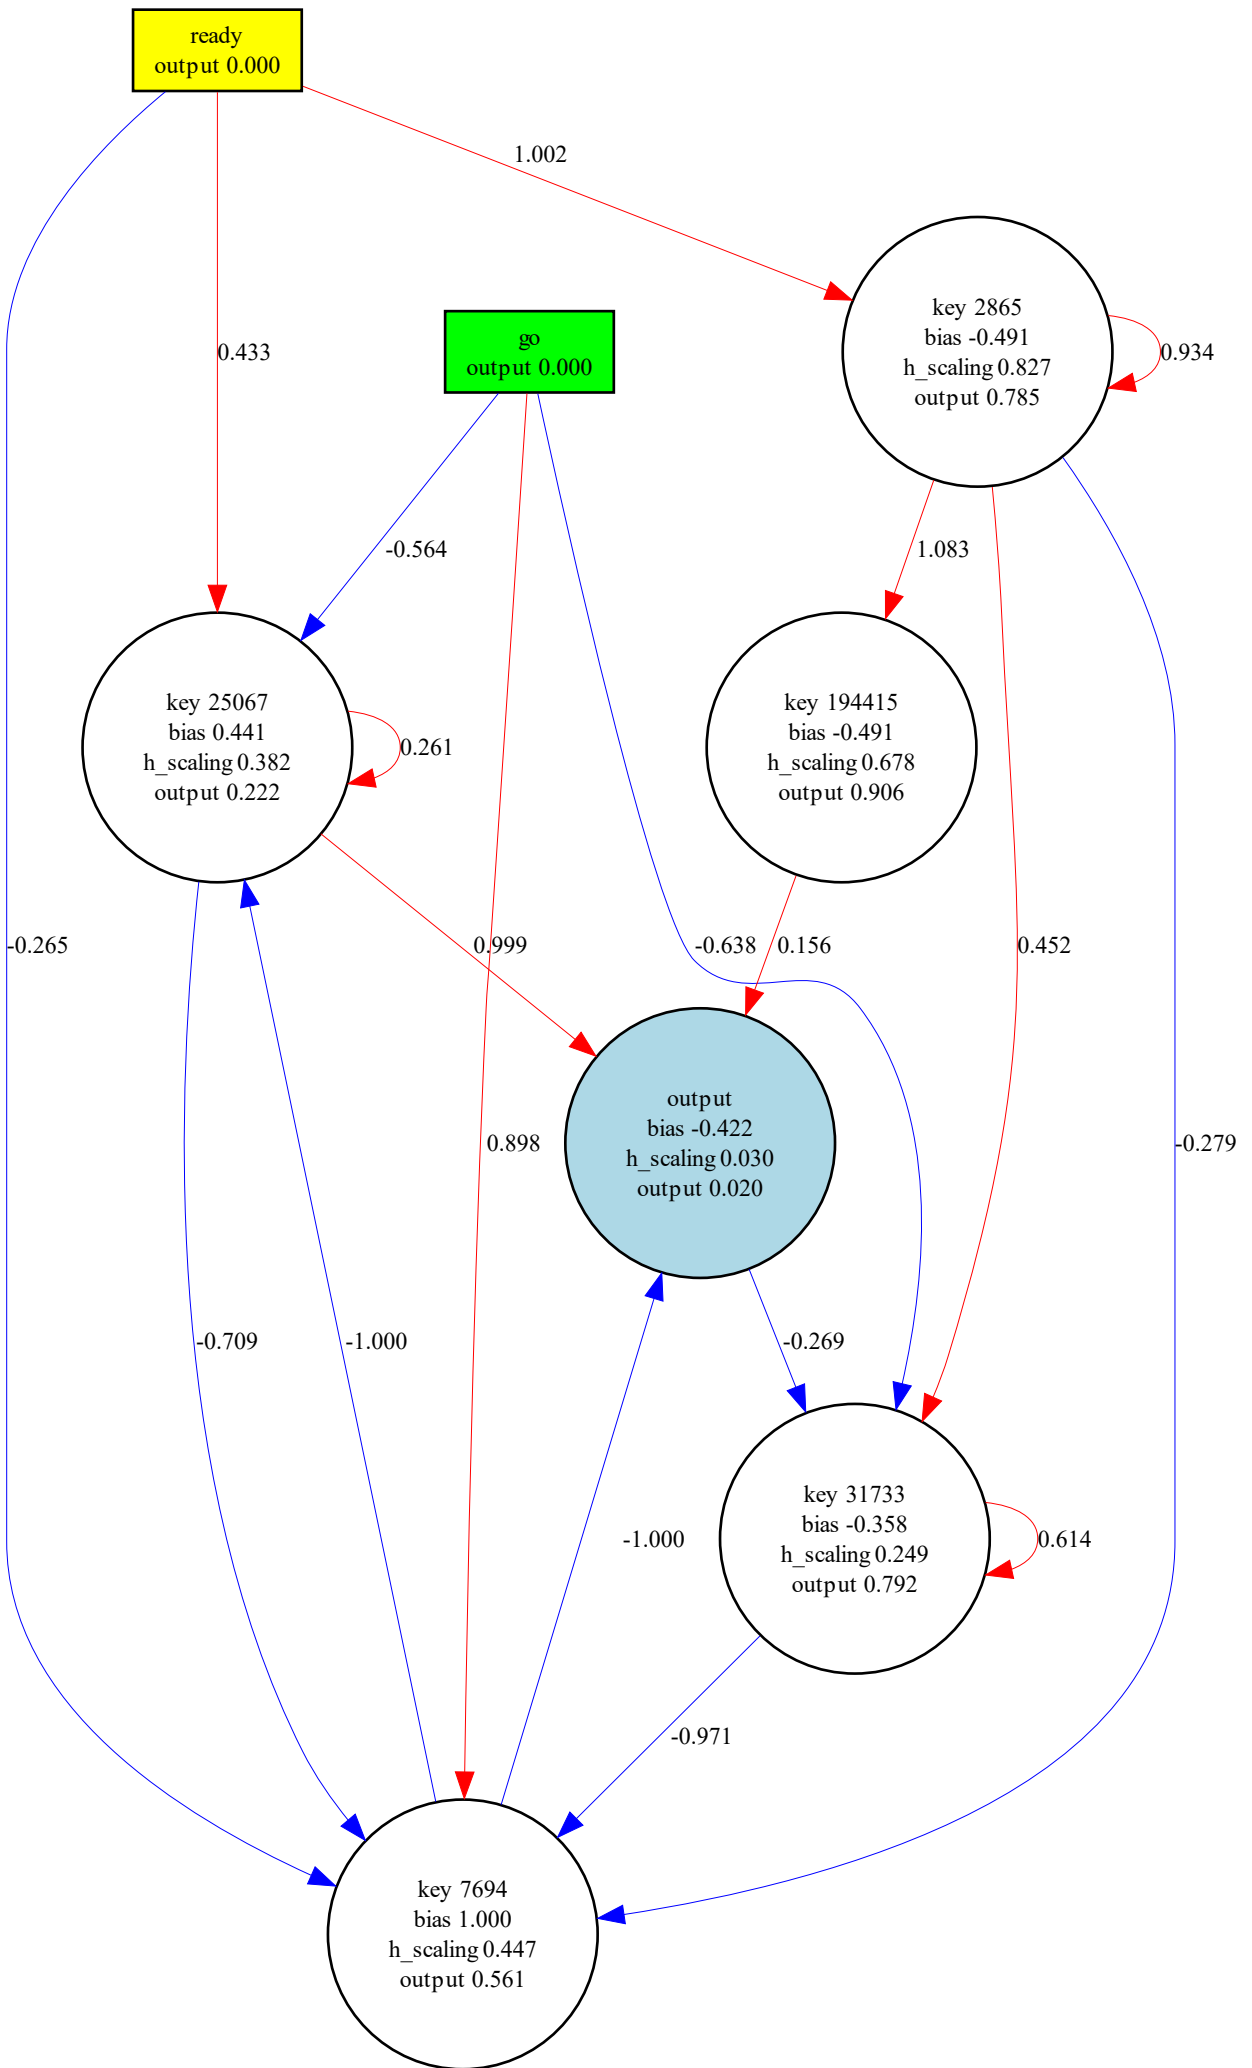 ready
output 0.000
1.002
go
output 0.000
key 2865
bias -0.491
h_scaling 0.827
output 0.785
0.433
0.934
-0.564
1.083
key 25067
bias 0.441
h_scaling 0.382
output 0.222
0.261
key 194415
bias -0.491
h_scaling 0.678
output 0.906
-0.265
0.999
-0.638
0.156
0.452
output
bias -0.422
h_scaling 0.030
output 0.020
0.898
-0.279
-0.709
-1.000
-0.269
key 31733
bias -0.358
h_scaling 0.249
output 0.792
-1.000
0.614
-0.971
key 7694
bias 1.000
h_scaling 0.447
output 0.561